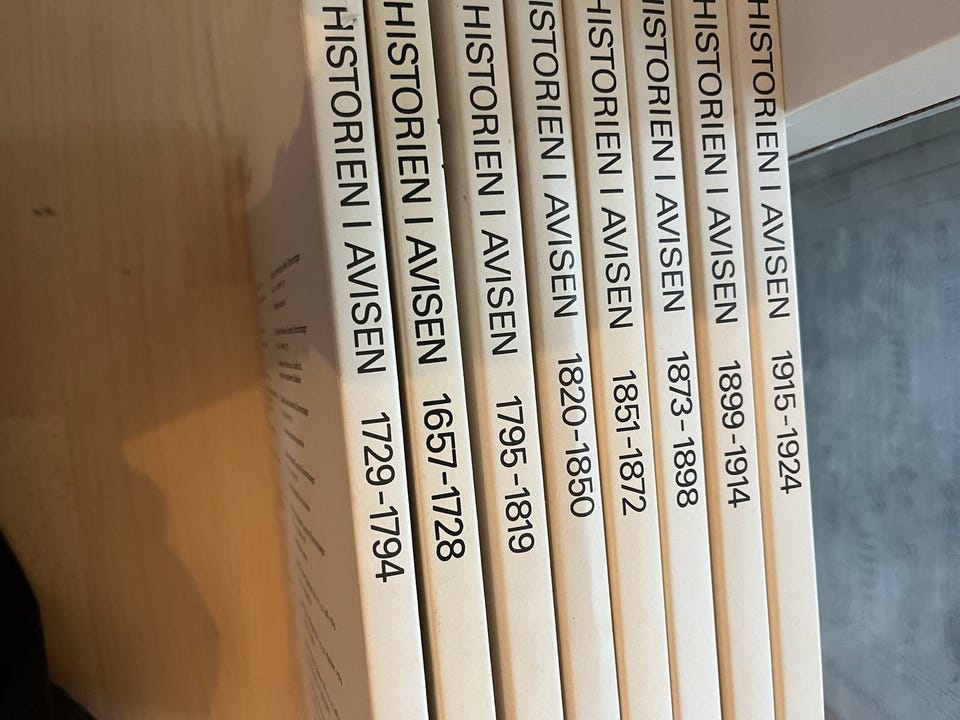 HISTORIEN I AVISEN 1729-1794
HISTORIEN I AVISEN 1657-1728
HISTORIEN I AVISEN 1795-1819
HISTORIEN I AVISEN 1820-1850
HISTORIEN I AVISEN 1851-1872
HISTORIEN I AVISEN 1873-1898
HISTORIEN I AVISEN 1899-1914
HISTORIEN I AVISEN 1915-1924